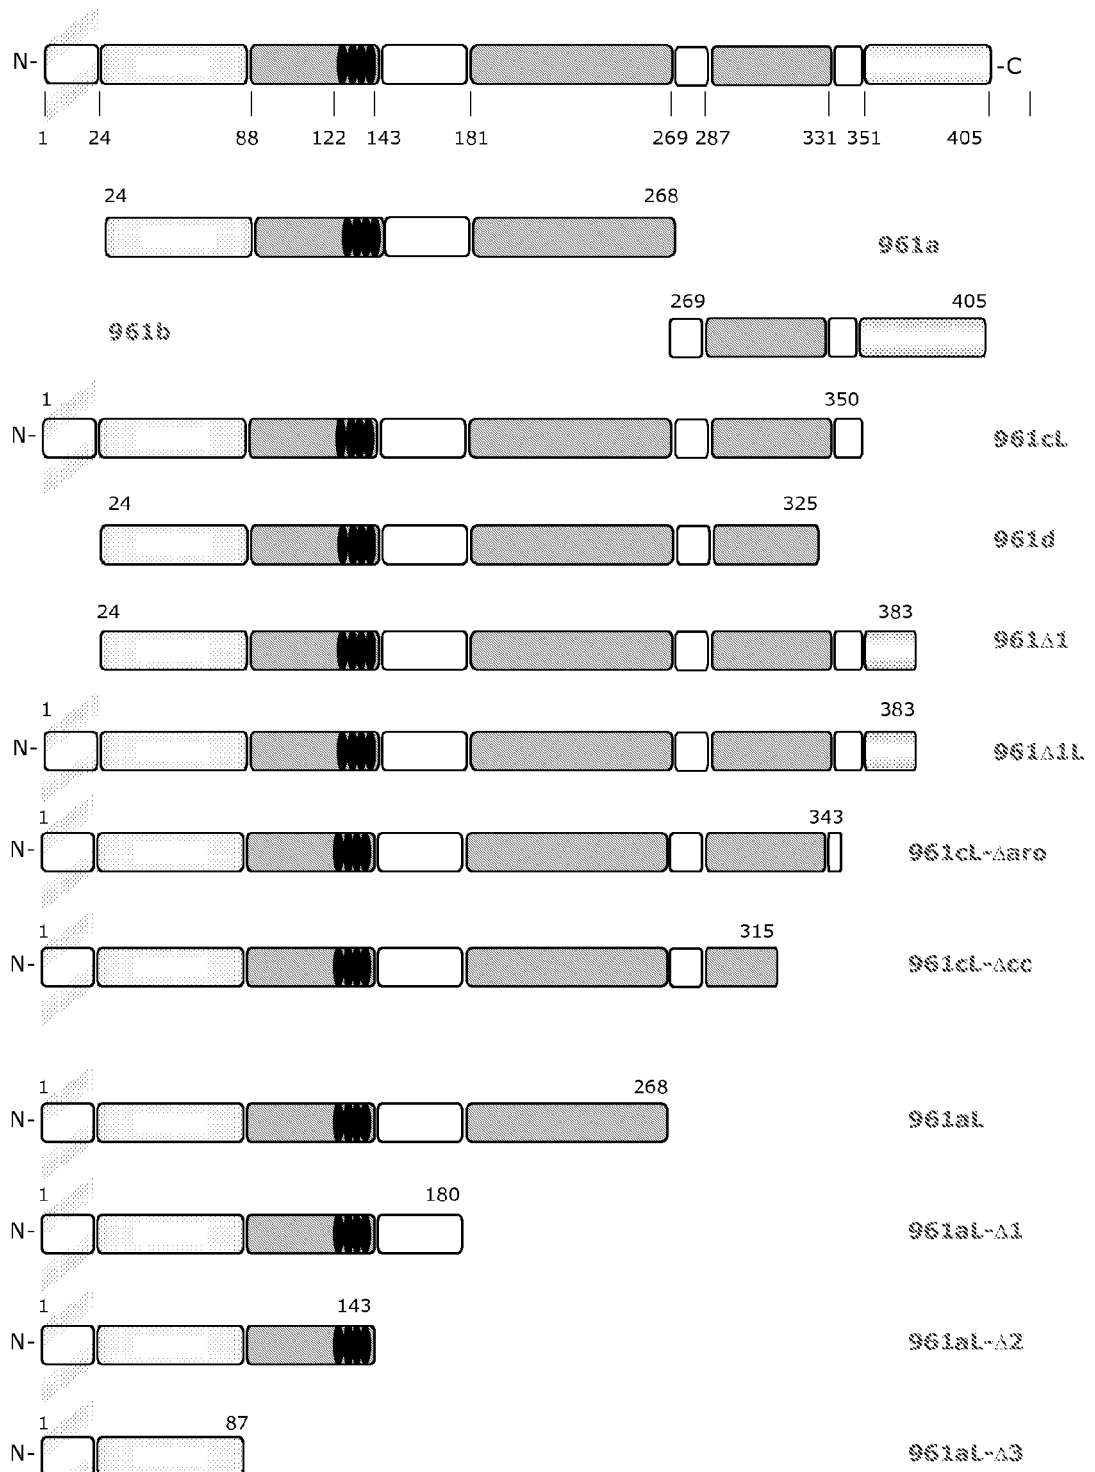 N- -C
1 24 88 122 143 181 269 287 331 351 405
24 268
961a
269 405
961b
1 350
N- 961cL
24 325
961d
24 383
961Δ1
1 383
N- 961Δ1L
1 343
N- 961cL-Δaro
1 315
N- 961cL-Δcc
1 268
N- 961aL
1 180
N- 961aL-Δ1
1 143
N- 961aL-Δ2
1 87
N- 961aL-Δ3